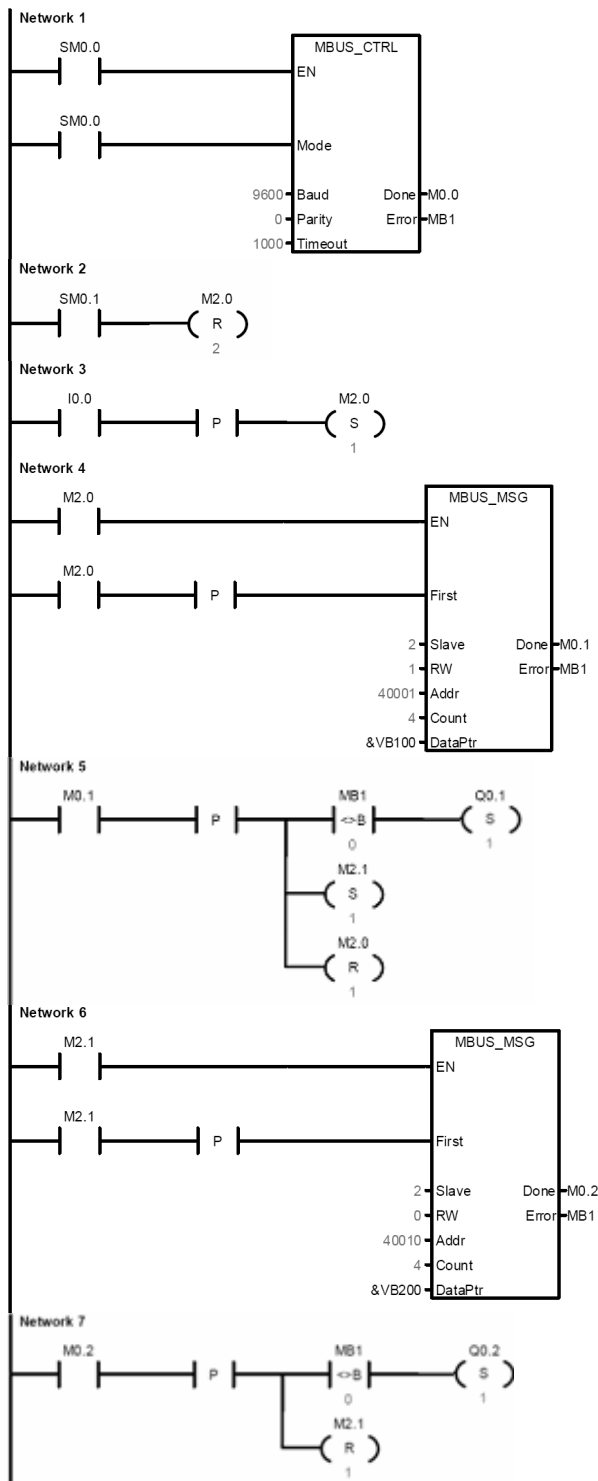 Network 1
SM0.0
MBUS_CTRL
EN
SM0.0
Mode
9600 Baud Done M0.0
0 Parity Error MB1
1000 Timeout
Network 2
SM0.1 M2.0
R
2
Network 3
I0.0 M2.0
P S
1
Network 4
M2.0
MBUS_MSG
EN
M2.0
P First
2 Slave Done M0.1
1 RW Error MB1
40001 Addr
4 Count
&VB100 DataPtr
Network 5
M0.1 MB1 Q0.1
P <>B S
0 1
M2.1
S
1
M2.0
R
1
Network 6
M2.1
MBUS_MSG
EN
M2.1
P First
2 Slave Done M0.2
0 RW Error MB1
40010 Addr
4 Count
&VB200 DataPtr
Network 7
M0.2 MB1 Q0.2
P <>B S
0 1
M2.1
R
1